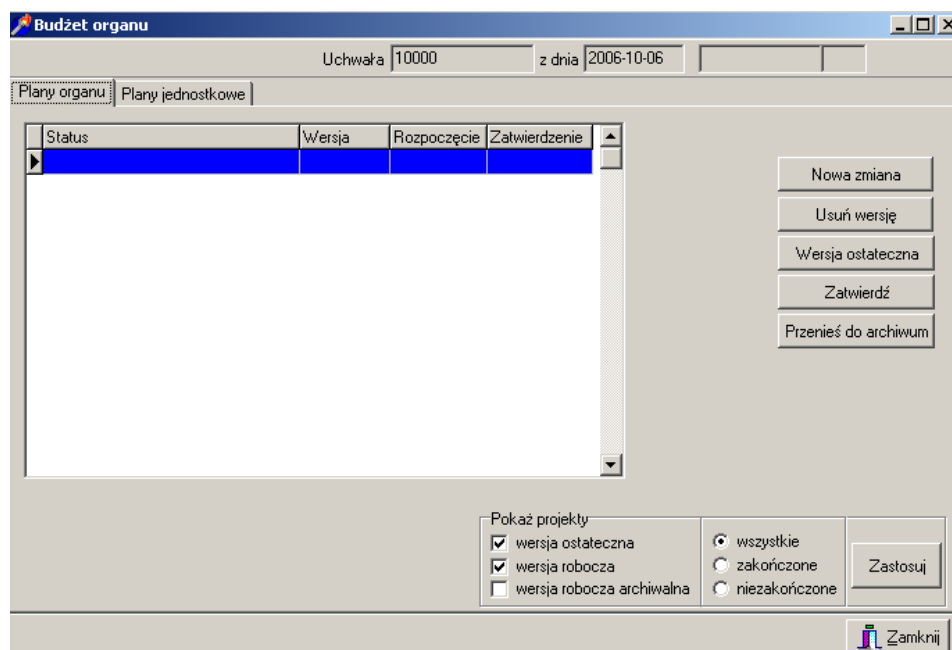 Budżet organu
Uchwała 10000 z dnia 2006-10-06
Plany organu Plany jednostkowe
Status Wersja Rozpoczęcie Zatwierdzenie
Nowa zmiana
Usuń wersję
Wersja ostateczna
Zatwierdź
Przenieś do archiwum
Pokaż projekty
wersja ostateczna wszystkie
wersja robocza zakończone Zastosuj
wersja robocza archiwalna niezakończone
Zamknij